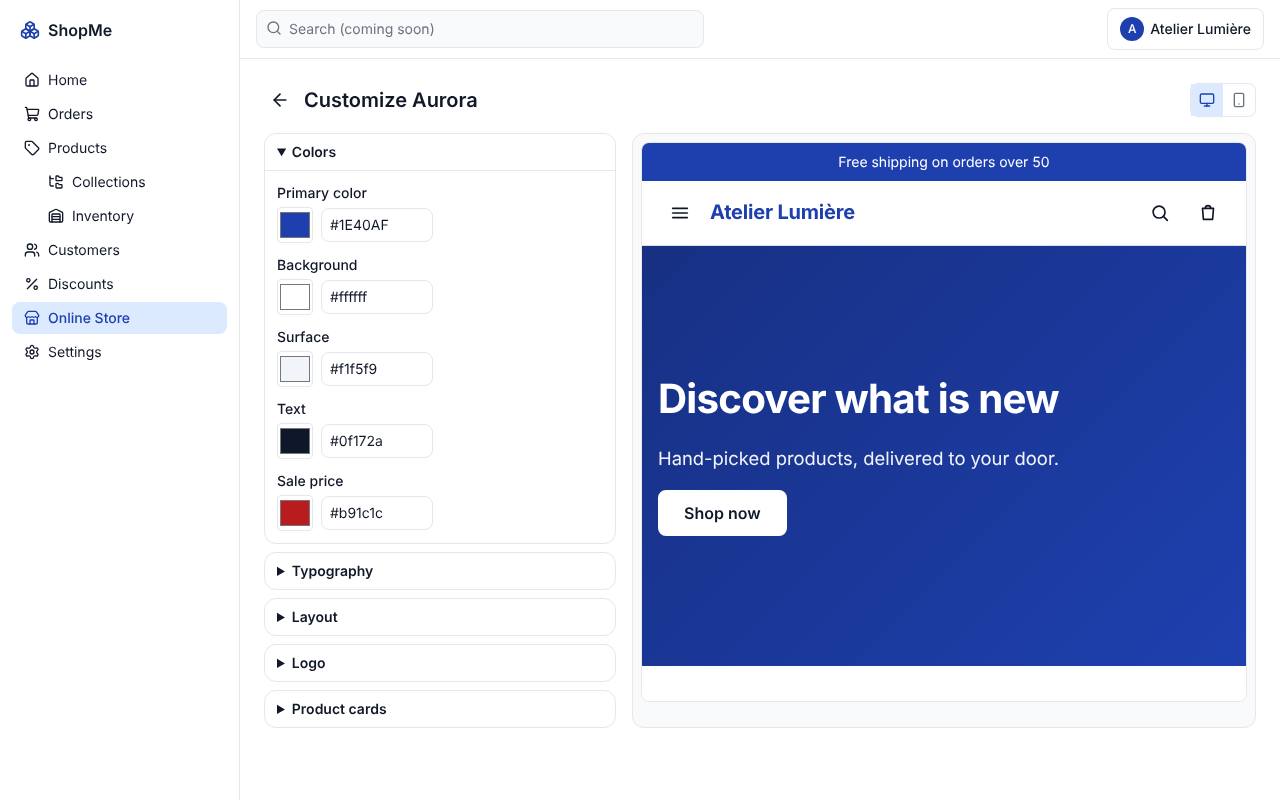 ShopMe
Search (coming soon)
A
Atelier Lumière
Home
Orders
Products
Collections
Inventory
Customers
Discounts
Online Store
Settings
Customize Aurora
Colors
Primary color
#1E40AF
Background
#ffffff
Surface
#f1f5f9
Text
#0f172a
Sale price
#b91c1c
Typography
Layout
Logo
Product cards
Free shipping on orders over 50
Atelier Lumière
Discover what is new
Hand-picked products, delivered to your door.
Shop now